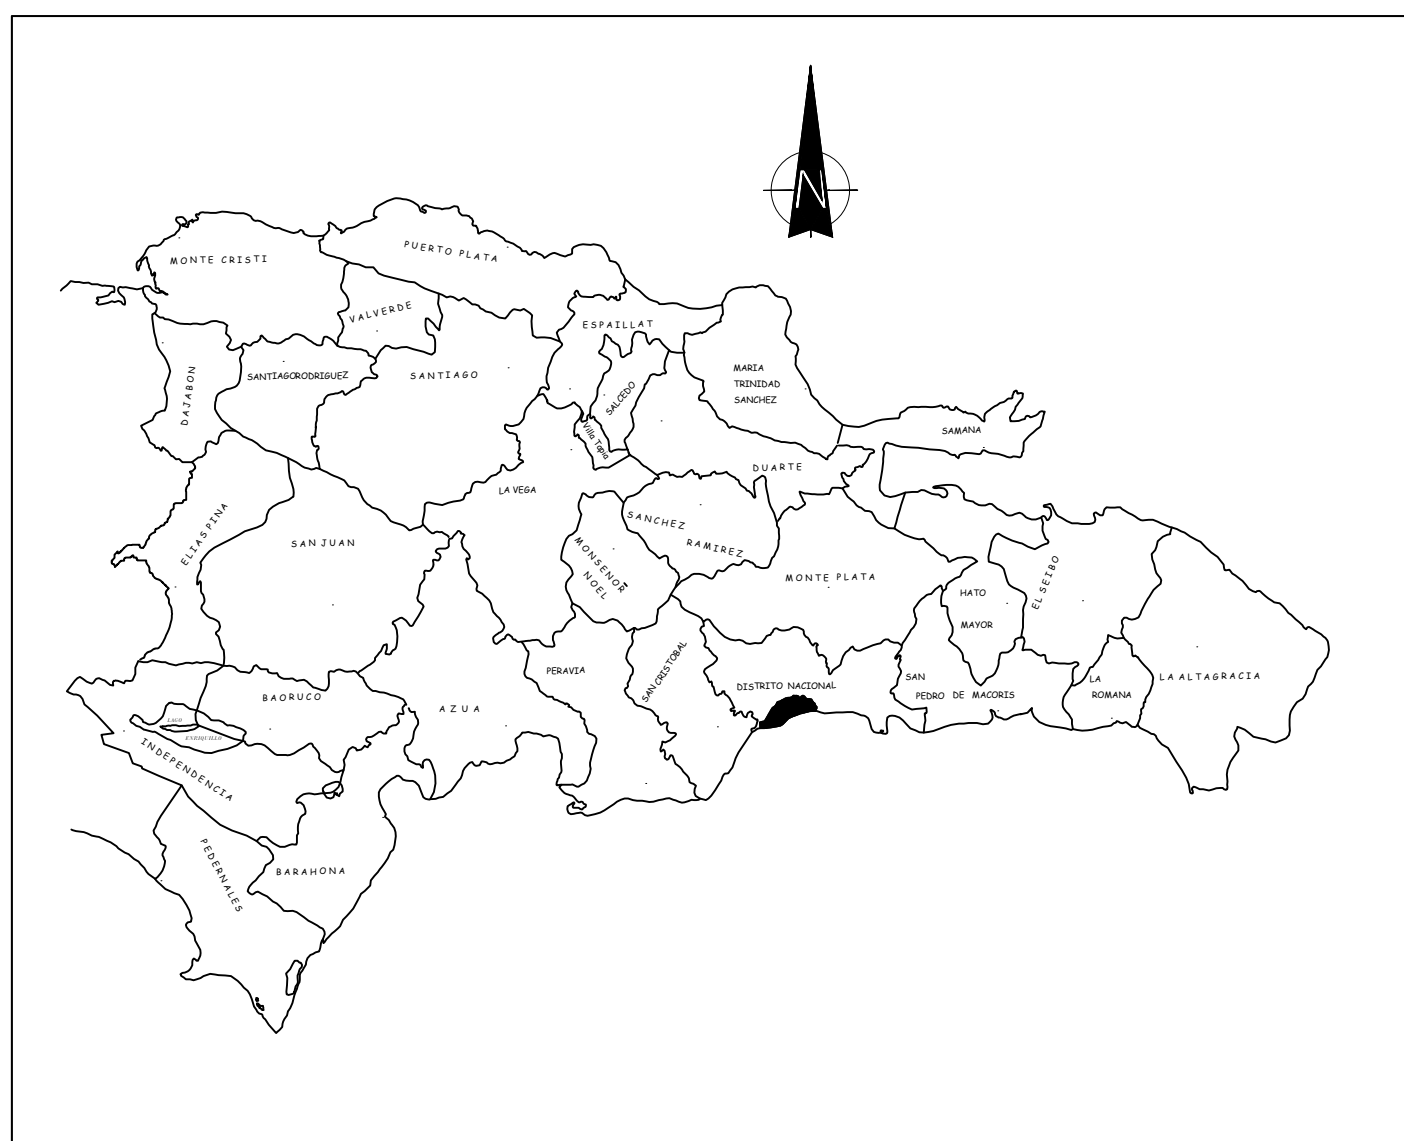 N
PUERTO PLATA
MONTE CRISTI
VALVERDE
ESPAILLAT
MARIA
TRINIDAD
SANCHEZ
SANTIAGORODRIGUEZ
SANTIAGO
DAJABON
SALCEDO
Villa Tapia
SAMANA
DUARTE
LA VEGA
SANCHEZ
RAMIREZ
ELIASPINA
SAN JUAN
MONSEÑOR
NOEL
MONTE PLATA
HATO
MAYOR
EL SEIBO
PERAVIA
SAN CRISTOBAL
DISTRITO NACIONAL
SAN
PEDRO DE MACORIS
LA
ROMANA
LA ALTAGRACIA
BAORUCO
AZUA
LAGO
ENRIQUILLO
INDEPENDENCIA
PEDERNALES
BARAHONA